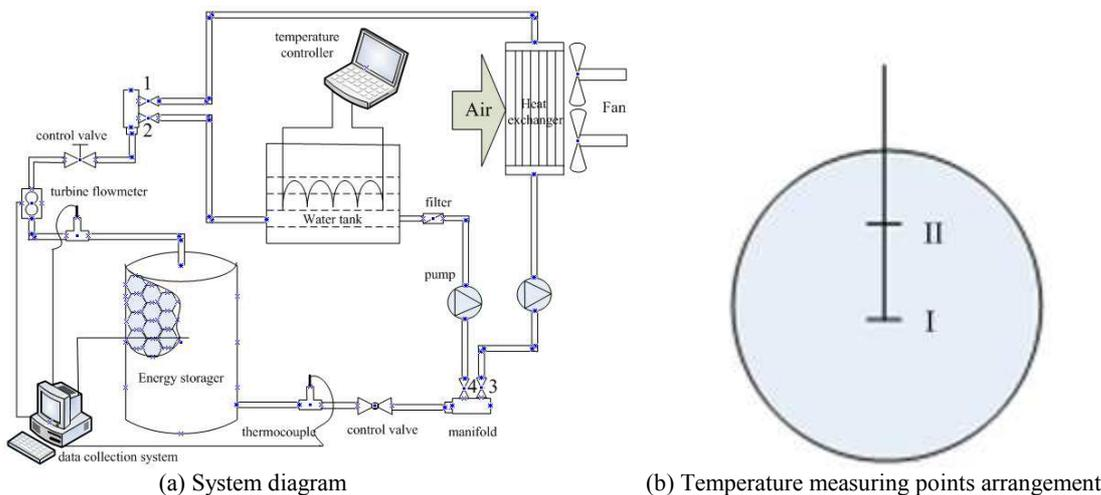 temperature
controller
1
2
control valve
turbine flowmeter
Air
Heat
exchanger
Fan
Water tank
filter
pump
Energy storager
thermocouple
control valve
4
3
manifold
data collection system
(a) System diagram
II
I
(b) Temperature measuring points arrangement